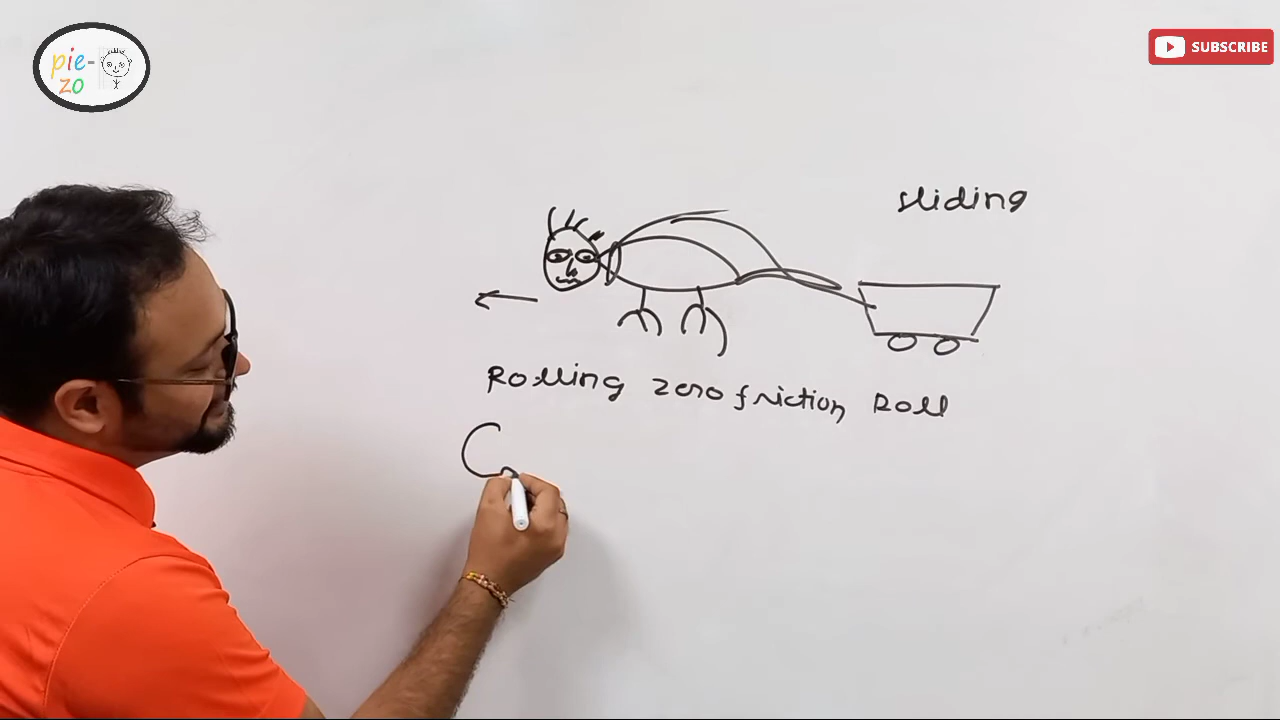 pie-
zo
SUBSCRIBE
sliding
Rolling zero friction Roll
C